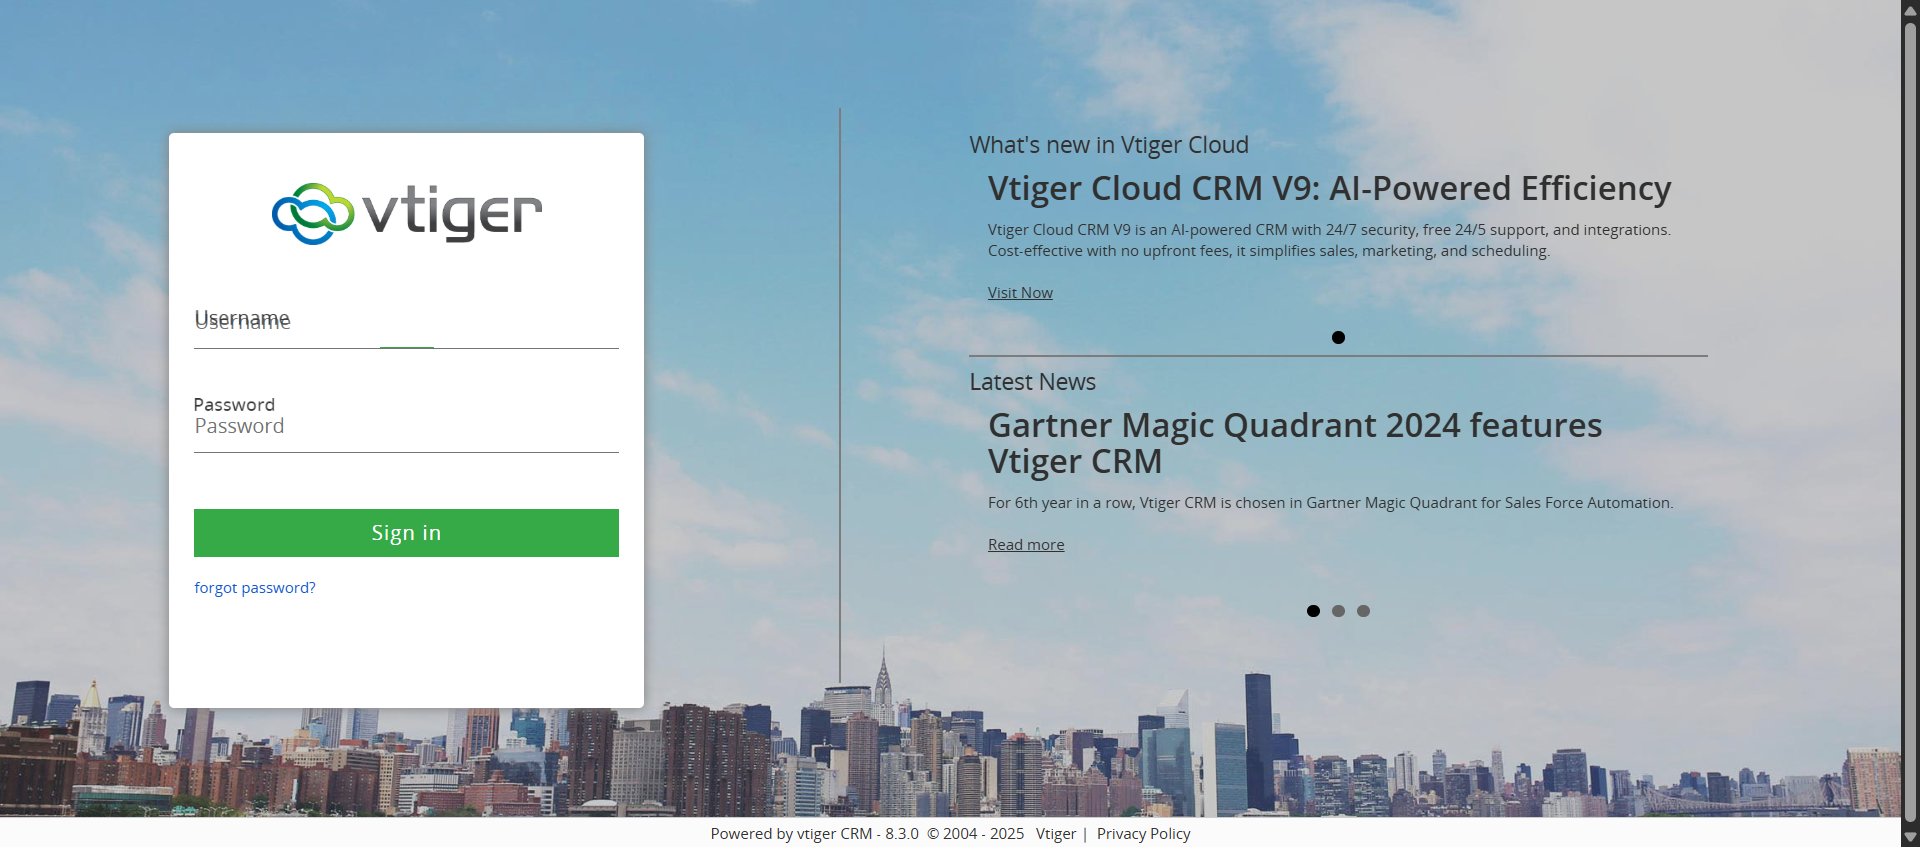 vtiger
Username
Username
Password
Password
Sign in
forgot password?
What's new in Vtiger Cloud
Vtiger Cloud CRM V9: AI-Powered Efficiency
Vtiger Cloud CRM V9 is an AI-powered CRM with 24/7 security, free 24/5 support, and integrations.
Cost-effective with no upfront fees, it simplifies sales, marketing, and scheduling.
Visit Now
Latest News
Gartner Magic Quadrant 2024 features
Vtiger CRM
For 6th year in a row, Vtiger CRM is chosen in Gartner Magic Quadrant for Sales Force Automation.
Read more
Powered by vtiger CRM - 8.3.0 © 2004 - 2025 Vtiger | Privacy Policy